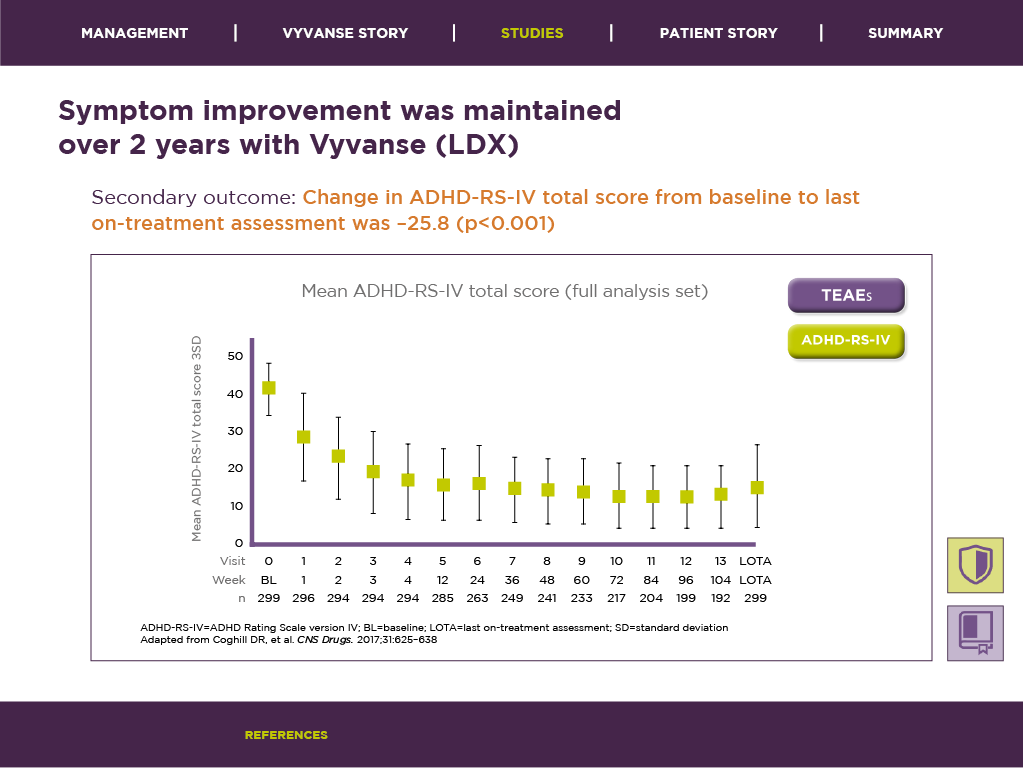 MANAGEMENT | VYVANSE STORY | STUDIES | PATIENT STORY | SUMMARY
Symptom improvement was maintained
over 2 years with Vyvanse (LDX)
Secondary outcome: Change in ADHD-RS-IV total score from baseline to last
on-treatment assessment was –25.8 (p<0.001)
Mean ADHD-RS-IV total score (full analysis set)
TEAEs
ADHD-RS-IV
Mean ADHD-RS-IV total score 3SD
50
40
30
20
10
0
Visit 0 1 2 3 4 5 6 7 8 9 10 11 12 13 LOTA
Week BL 1 2 3 4 12 24 36 48 60 72 84 96 104 LOTA
n 299 296 294 294 294 285 263 249 241 233 217 204 199 192 299
ADHD-RS-IV=ADHD Rating Scale version IV; BL=baseline; LOTA=last on-treatment assessment; SD=standard deviation
Adapted from Coghill DR, et al. CNS Drugs. 2017;31:625–638
REFERENCES